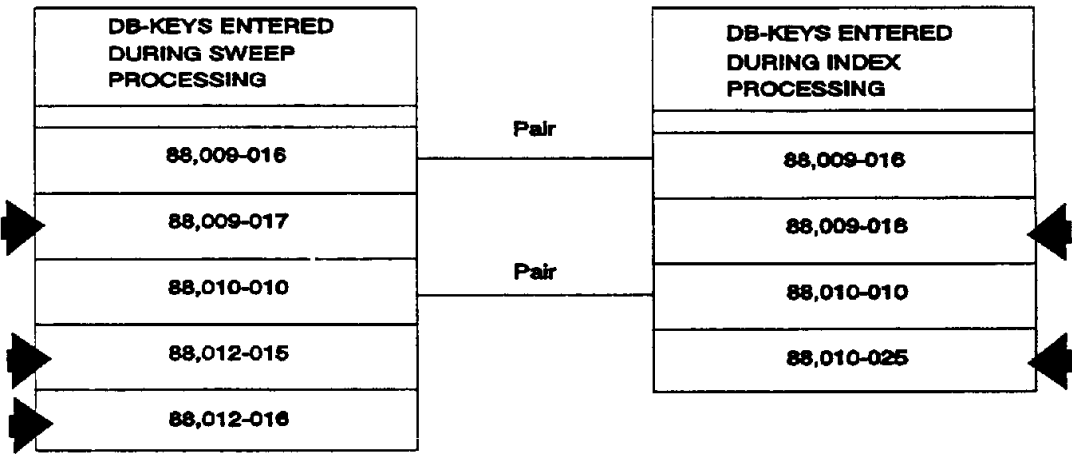 DB-KEYS ENTERED
DURING SWEEP
PROCESSING
88,009-016
88,009-017
88,010-010
88,012-015
88,012-016
Pair
Pair
DB-KEYS ENTERED
DURING INDEX
PROCESSING
88,009-016
88,009-016
88,010-010
88,010-025